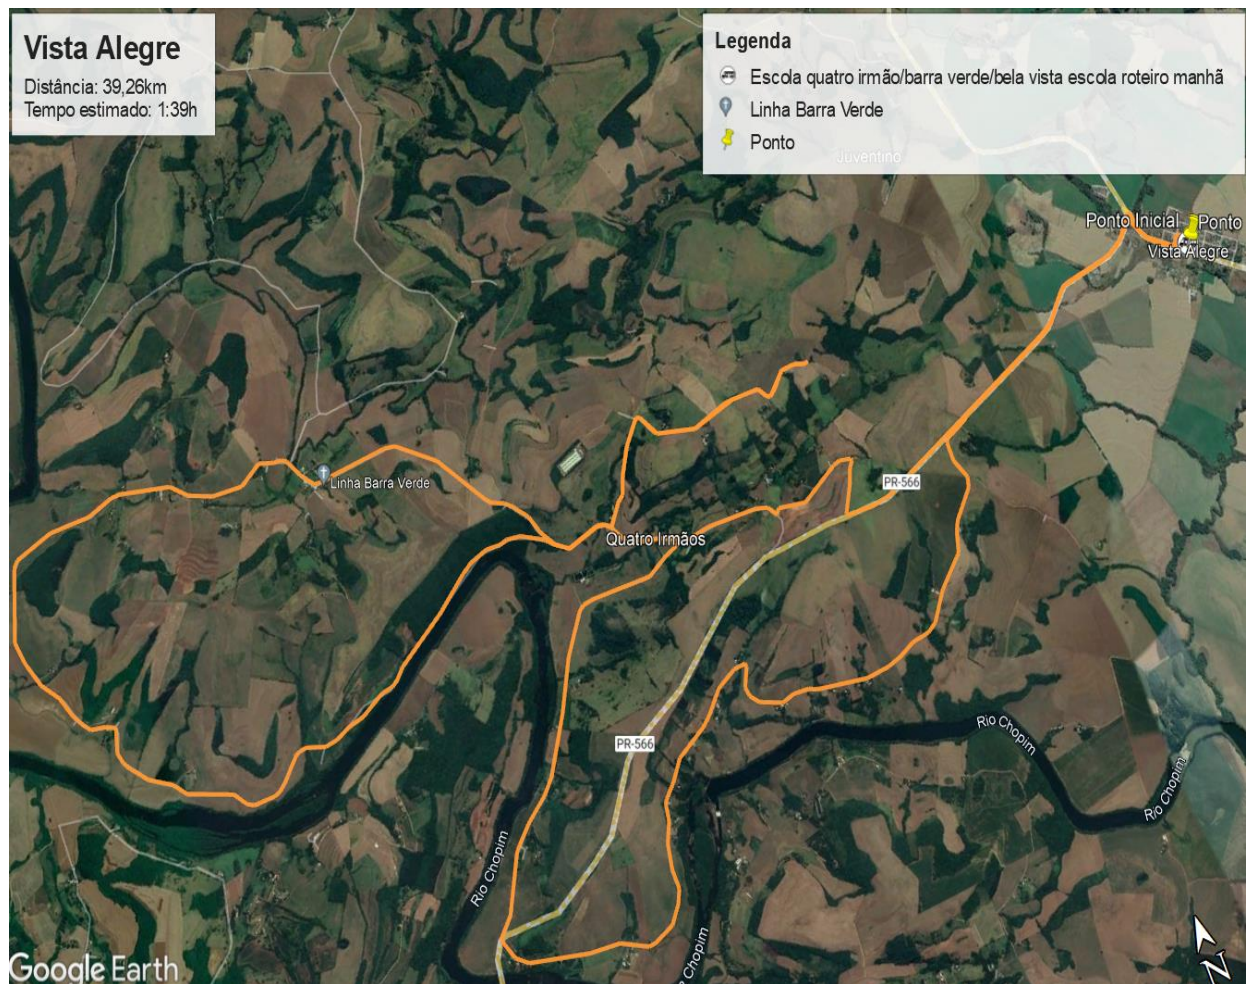 Vista Alegre
Distância: 39,26km
Tempo estimado: 1:39h
Legenda
Escola quatro irmão/barra verde/bela vista escola roteiro manhã
Linha Barra Verde
Ponto
Juventino
Ponto Inicial
Ponto
Vista Alegre
Linha Barra Verde
PR-566
Quatro Irmãos
PR-566
Rio Chopim
Rio Chopim
Rio Chopim
Rio Chopim
Google Earth
N